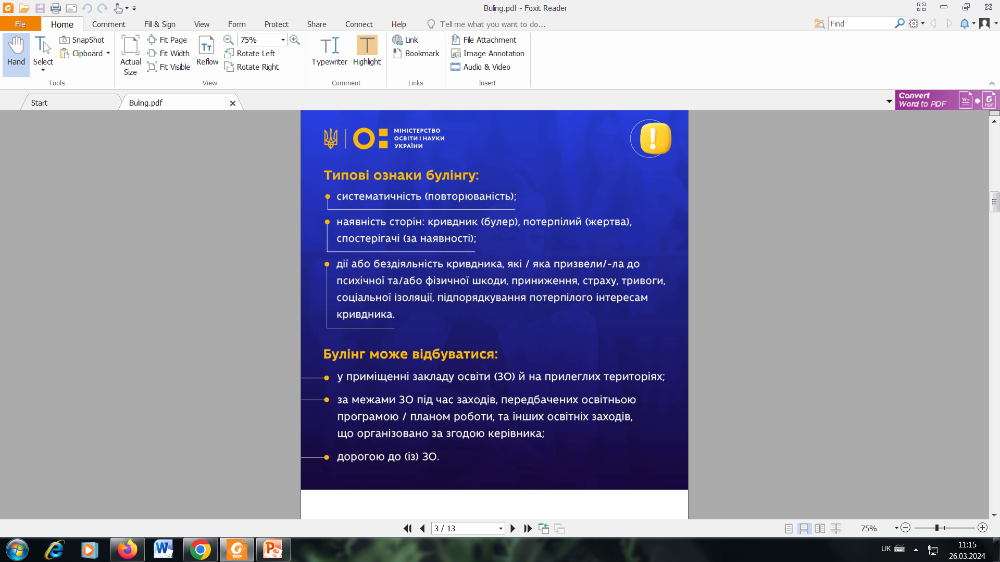 Buling.pdf - Foxit Reader
File Home Comment Fill & Sign View Form Protect Share Connect Help Tell me what you want to do... Find
Hand
Select
SnapShot
Clipboard
Tools
Actual
Size
Fit Page
Fit Width
Fit Visible
Reflow
75%
Rotate Left
Rotate Right
View
Typewriter
Highlight
Comment
Link
Bookmark
Links
File Attachment
Image Annotation
Audio & Video
Insert
Start
Buling.pdf
Convert
Word to PDF
PDF
МІНІСТЕРСТВО
ОСВІТИ І НАУКИ
УКРАЇНИ
Типові ознаки булінгу:
систематичність (повторюваність);
наявність сторін: кривдник (булер), потерпілий (жертва),
спостерігачі (за наявності);
дії або бездіяльність кривдника, які / яка призвели/-ла до
психічної та/або фізичної шкоди, приниження, страху, тривоги,
соціальної ізоляції, підпорядкування потерпілого інтересам
кривдника.
Булінг може відбуватися:
у приміщенні закладу освіти (ЗО) й на прилеглих територіях;
за межами ЗО під час заходів, передбачених освітньою
програмою / планом роботи, та інших освітніх заходів,
що організовано за згодою керівника;
дорогою до (із) ЗО.
3 / 13
75%
PDF
UK
11:15
26.03.2024